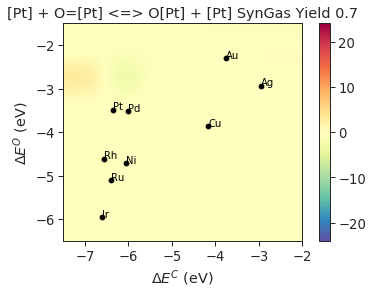 [Pt] + O=[Pt] <=> O[Pt] + [Pt] SynGas Yield 0.7
−2
−3
−4
−5
−6
ΔE^O (eV)
Au
Ag
Pt
Pd
Cu
Rh
Ni
Ru
Ir
−7
−6
−5
−4
−3
−2
ΔE^C (eV)
20
10
0
−10
−20